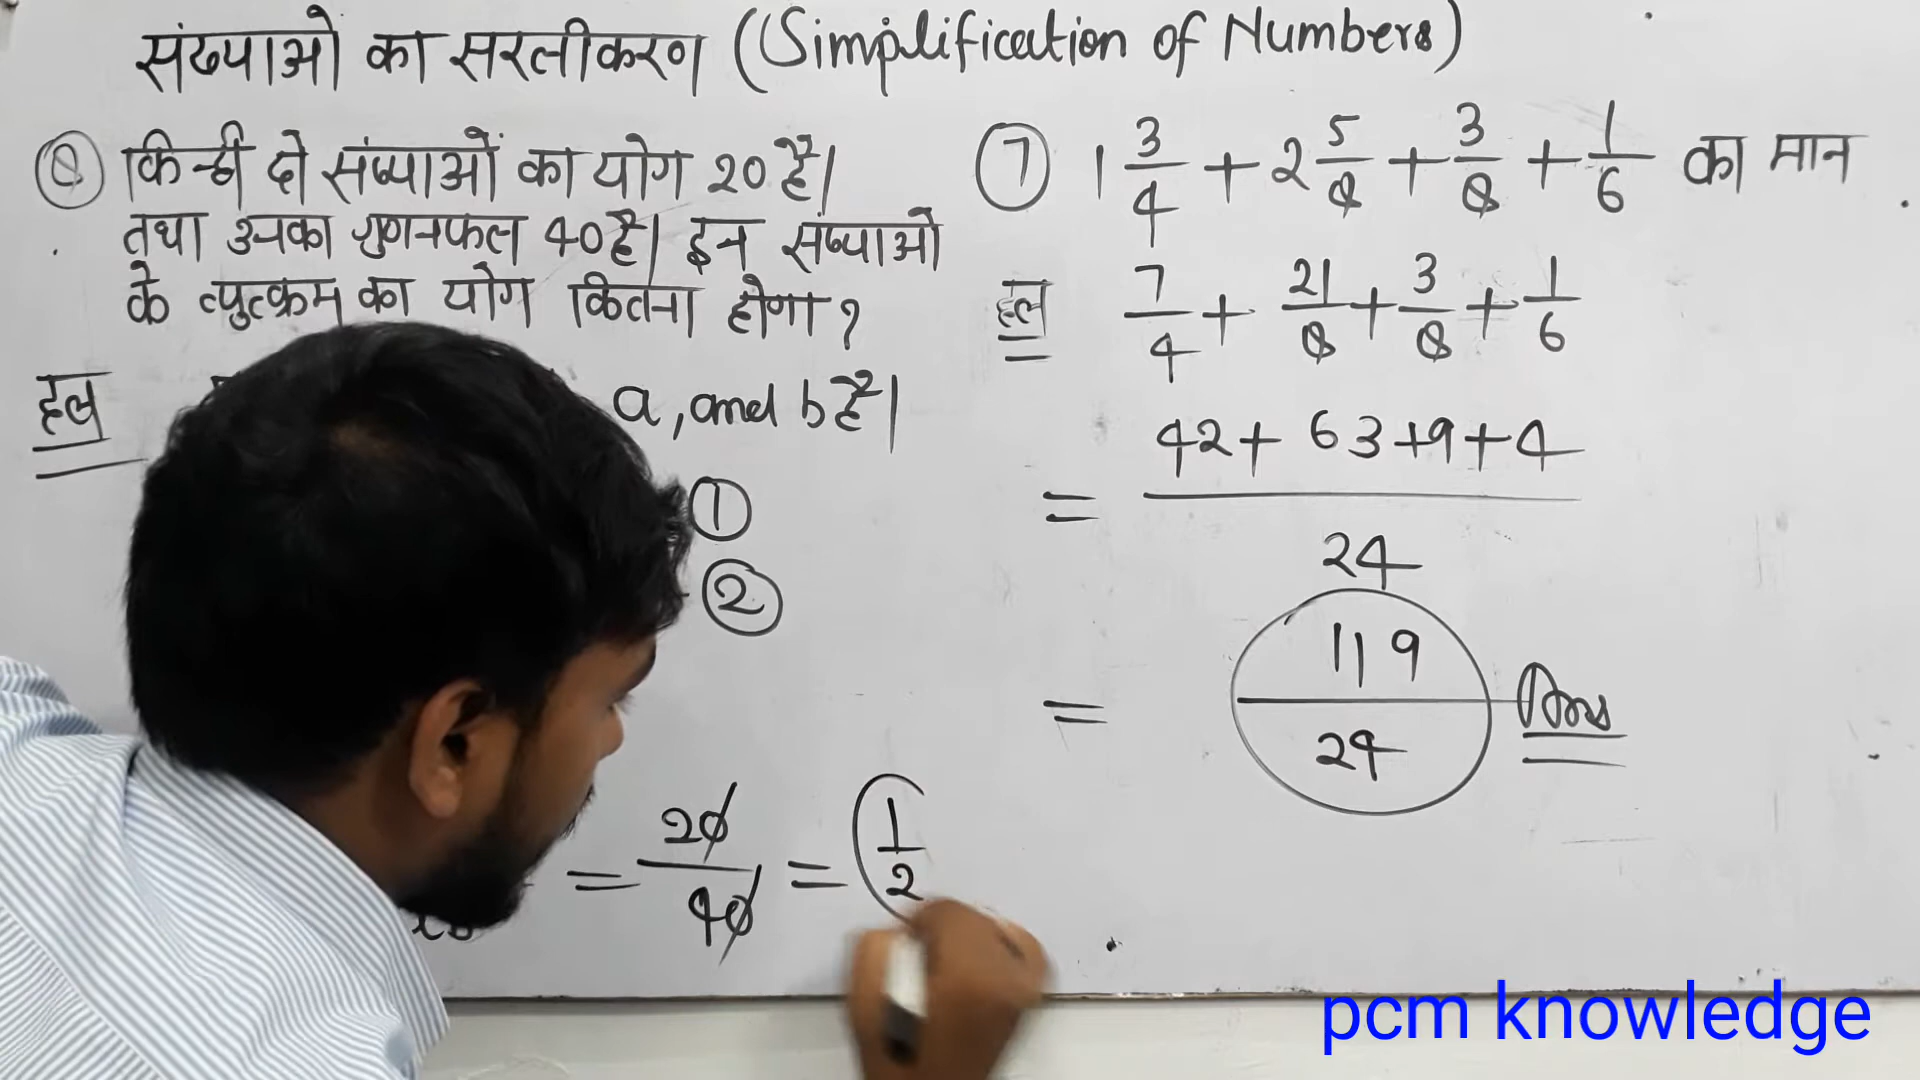 संख्याओ का सरलीकरण (Simplification of Numbers)
8 किन्ही दो संख्याओं का योग 20 है।
तथा उनका गुणनफल 40 है। इन संख्याओ
के व्युत्क्रम का योग कितना होगा ?
हल
a, and b है।
1
2
= 20/40 = 1/2
7 1 3/4 + 2 5/8 + 3/8 + 1/6 का मान
हल 7/4 + 21/8 + 3/8 + 1/6
= 42 + 63 + 9 + 4 / 24
= 119/24 Ans
pcm knowledge